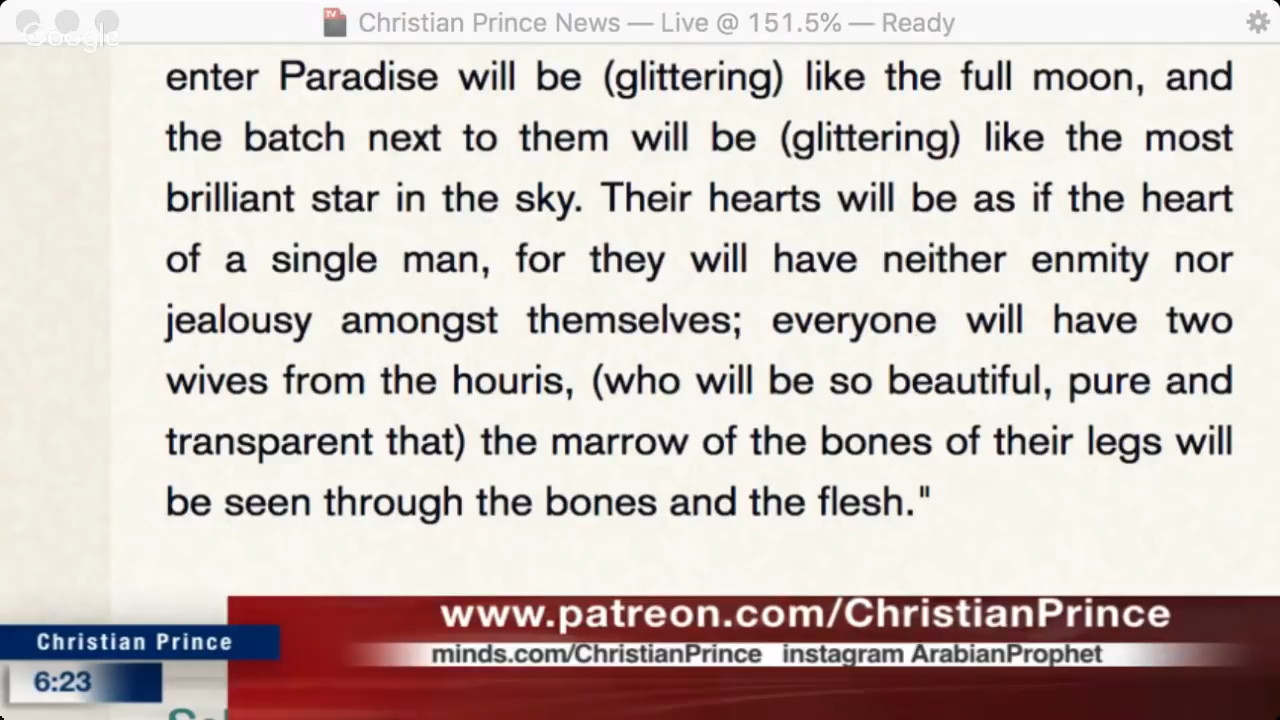 Google
Christian Prince News — Live @ 151.5% — Ready
enter Paradise will be (glittering) like the full moon, and
the batch next to them will be (glittering) like the most
brilliant star in the sky. Their hearts will be as if the heart
of a single man, for they will have neither enmity nor
jealousy amongst themselves; everyone will have two
wives from the houris, (who will be so beautiful, pure and
transparent that) the marrow of the bones of their legs will
be seen through the bones and the flesh."
www.patreon.com/ChristianPrince
Christian Prince
minds.com/ChristianPrince instagram ArabianProphet
6:23